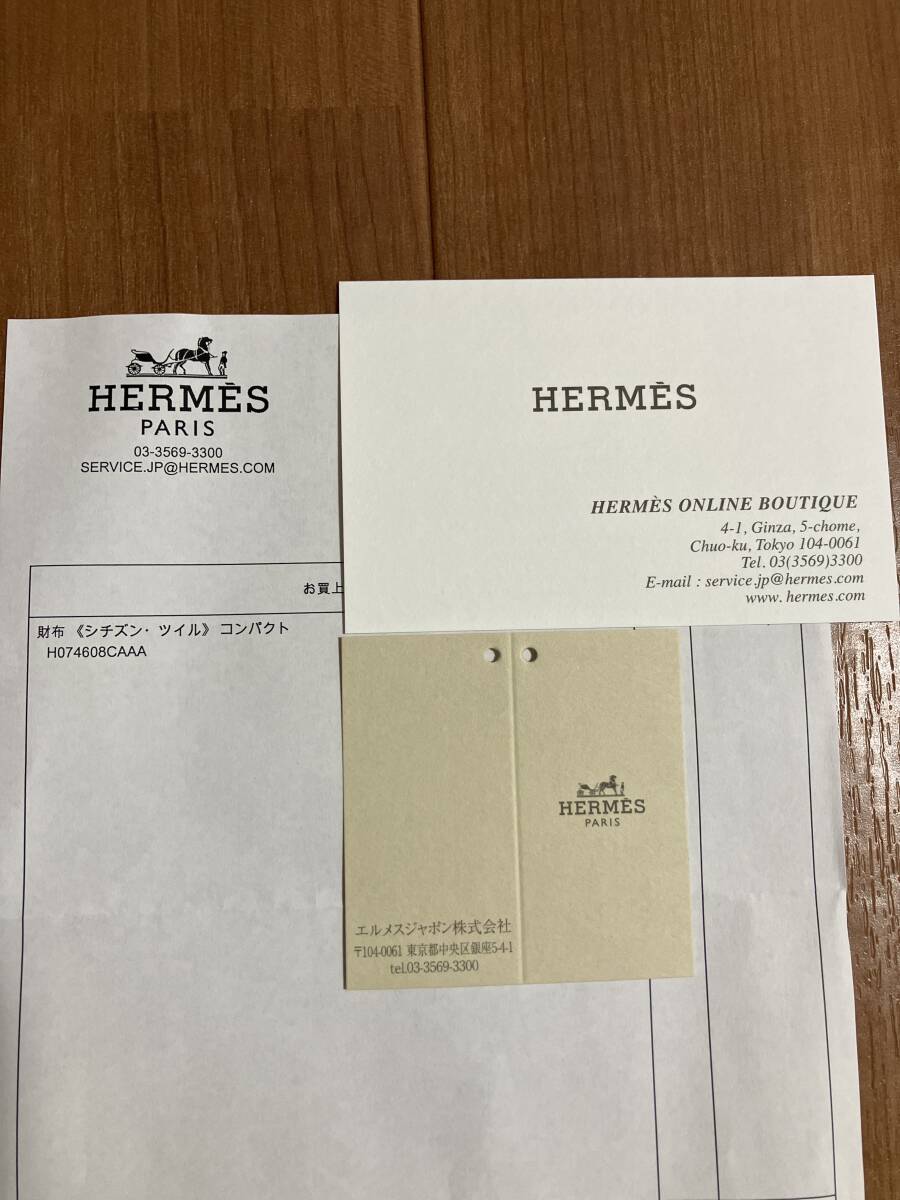 HERMÈS
PARIS
03-3569-3300
SERVICE.JP@HERMES.COM
お買上
財布 《シチズン・ツイル》 コンパクト
H074608CAAA
HERMÈS
HERMÈS ONLINE BOUTIQUE
4-1, Ginza, 5-chome,
Chuo-ku, Tokyo 104-0061
Tel. 03(3569)3300
E-mail : service.jp@hermes.com
www. hermes.com
HERMÈS
PARIS
エルメスジャポン株式会社
〒104-0061 東京都中央区銀座5-4-1
tel.03-3569-3300